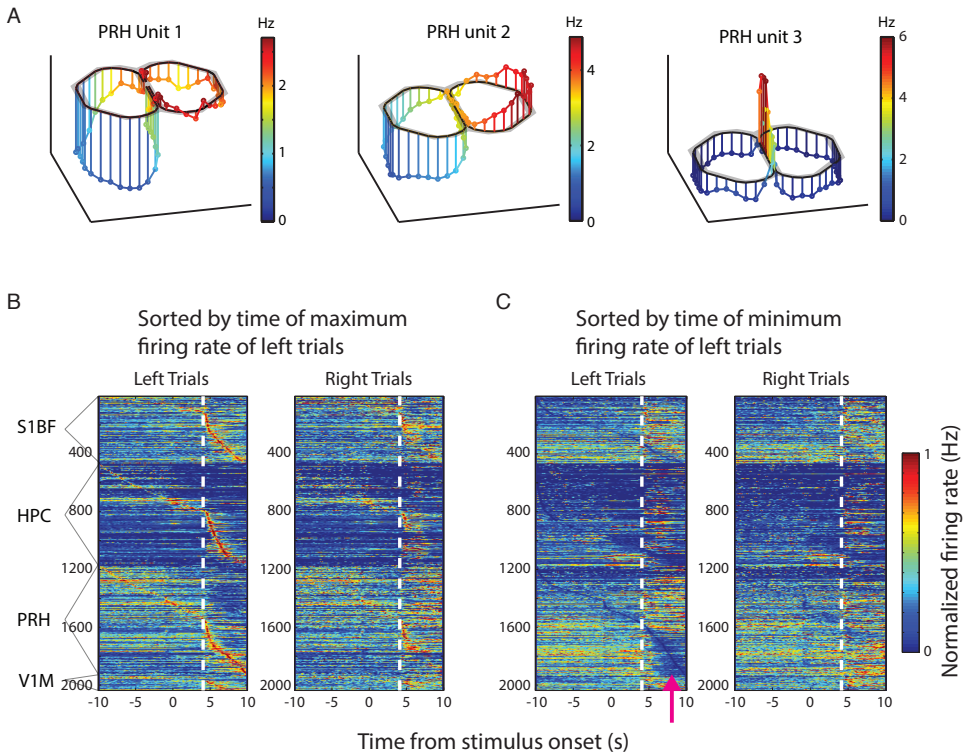 A
PRH Unit 1
Hz
2
1
0
PRH unit 2
Hz
4
2
0
PRH unit 3
Hz
6
4
2
0
B
Sorted by time of maximum
firing rate of left trials
Left Trials
Right Trials
S1BF
HPC
PRH
V1M
400
800
1200
1600
2000
-10 -5 0 5 10
400
800
1200
1600
2000
-10 -5 0 5 10
C
Sorted by time of minimum
firing rate of left trials
Left Trials
Right Trials
400
800
1200
1600
2000
-10 -5 0 5 10
400
800
1200
1600
2000
-10 -5 0 5 10
1
0
Normalized firing rate (Hz)
Time from stimulus onset (s)